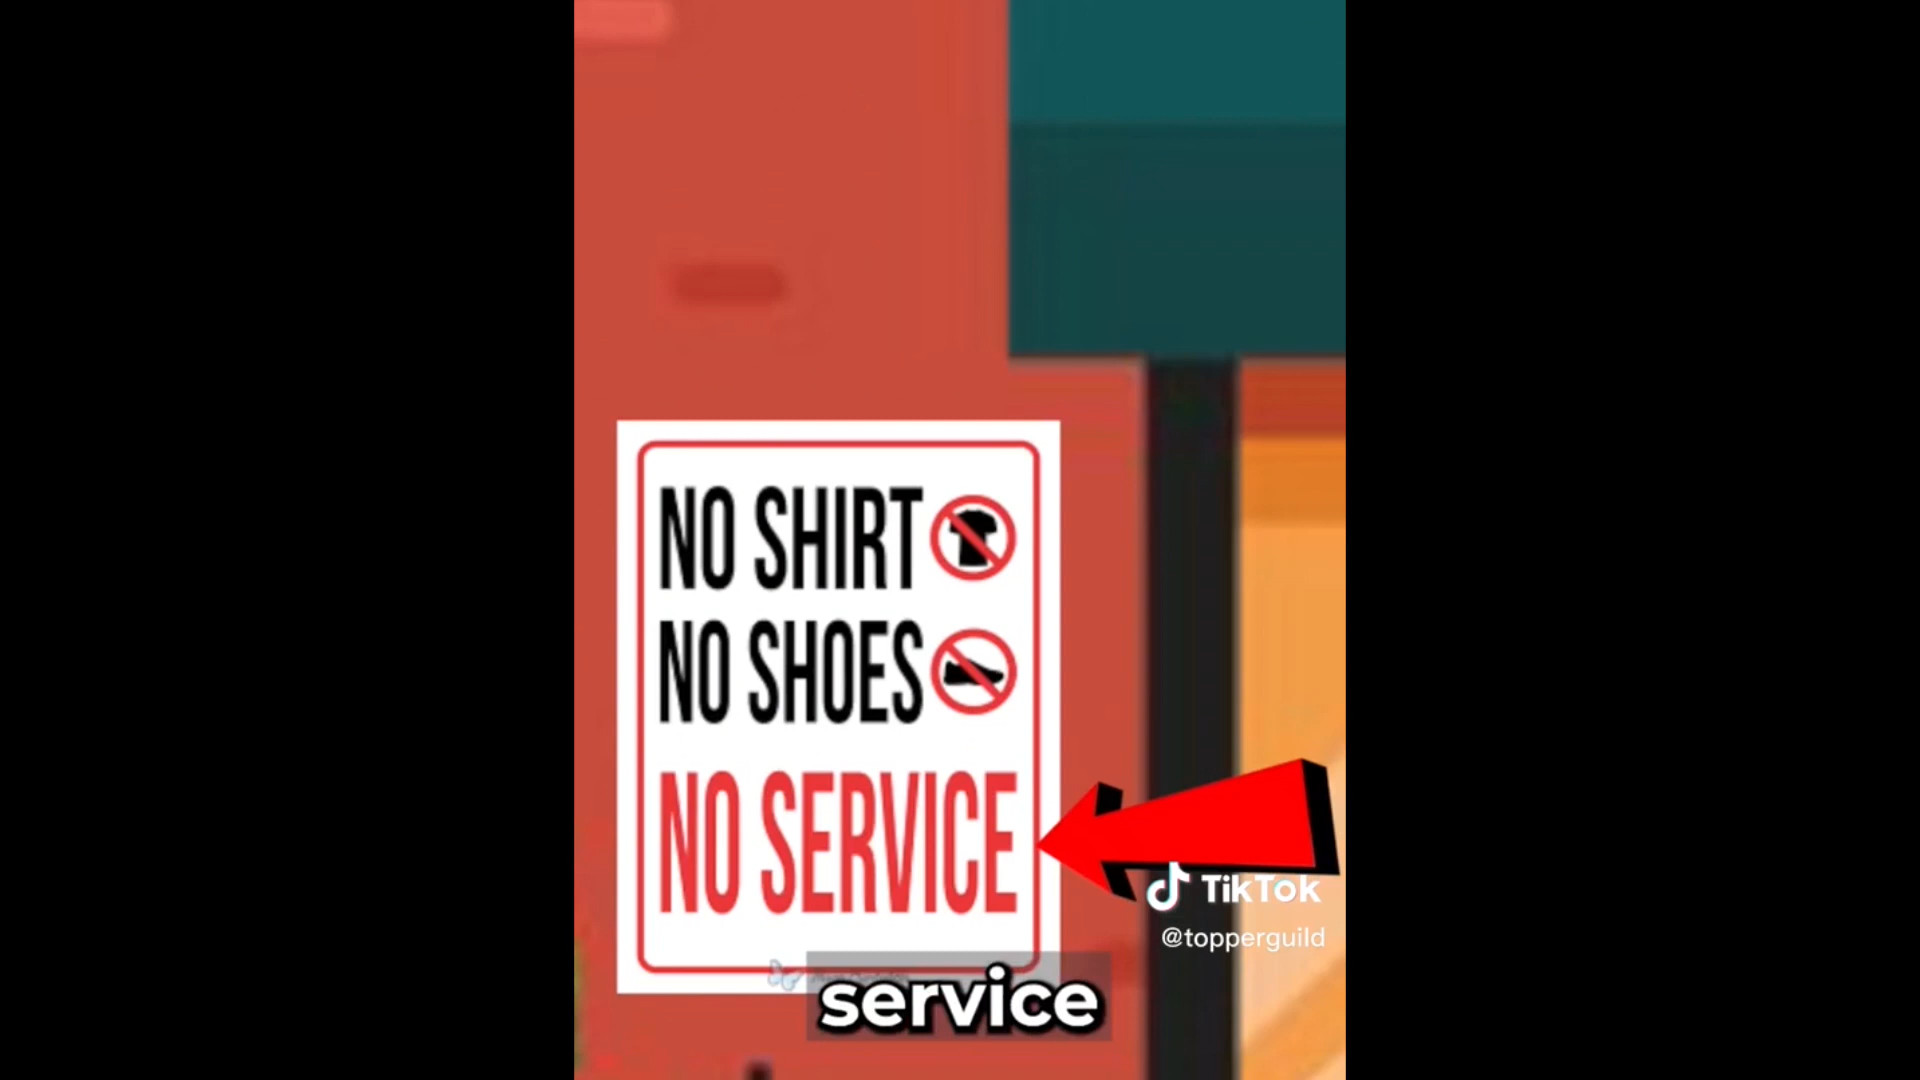 NO SHIRT
NO SHOES
NO SERVICE
TikTok
@topperguild
service